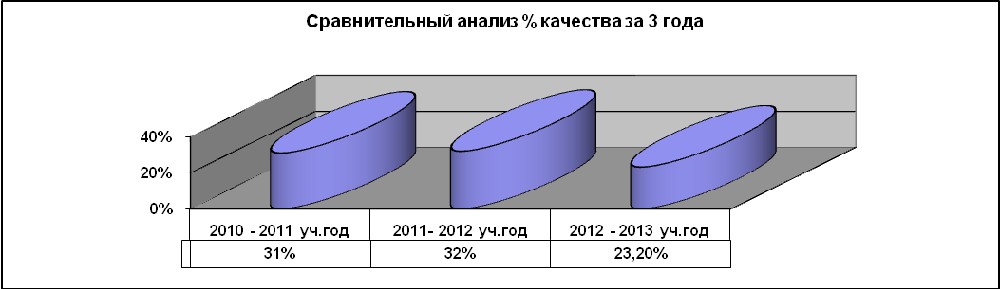 Сравнительный анализ % качества за 3 года
40%
20%
0%
2010 - 2011 уч.год 2011- 2012 уч.год 2012 - 2013 уч.год
31% 32% 23,20%